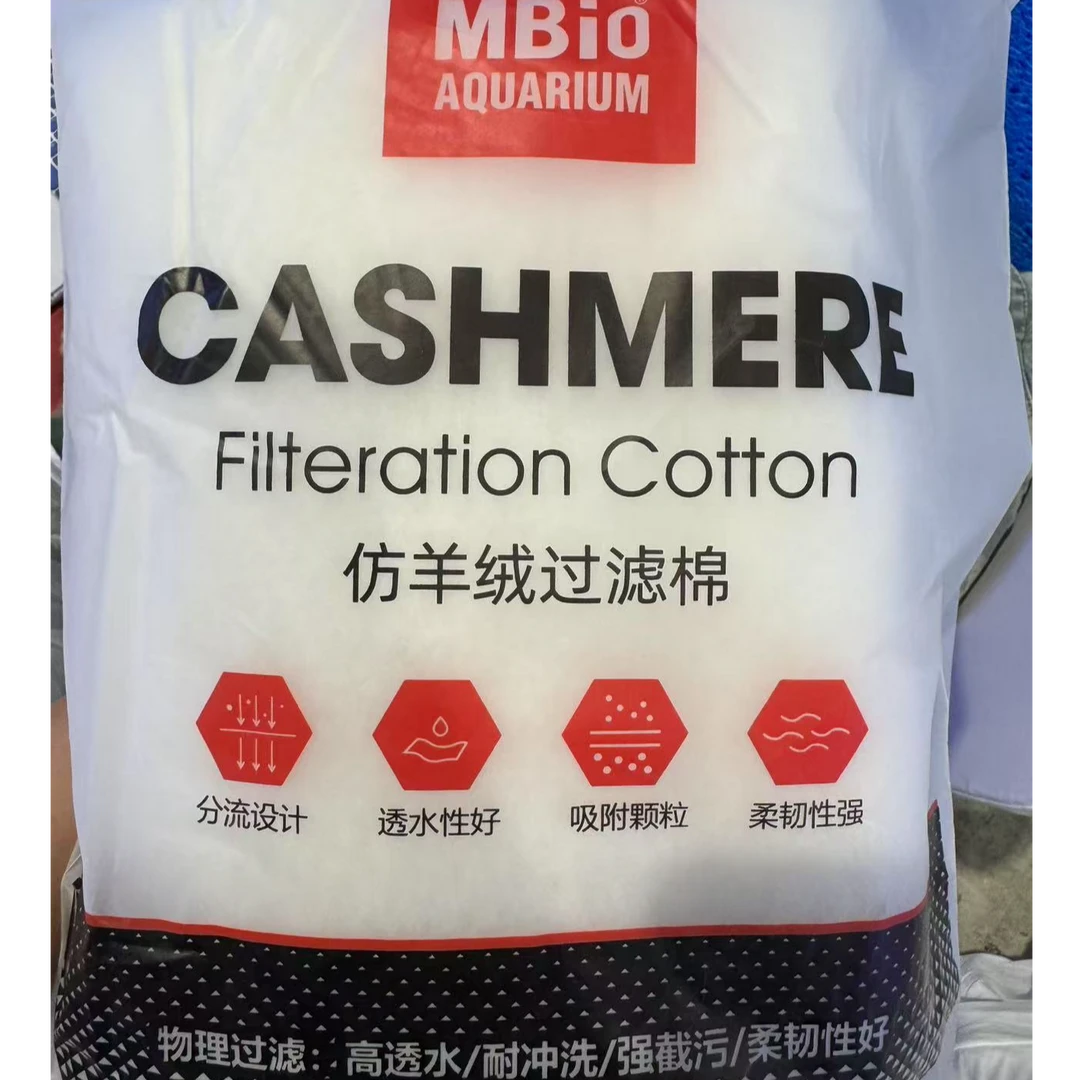 MBiO®
AQUARIUM
CASHMERE
Filteration Cotton
仿羊绒过滤棉
分流设计
透水性好
吸附颗粒
柔韧性强
物理过滤：高透水/耐冲洗/强截污/柔韧性好